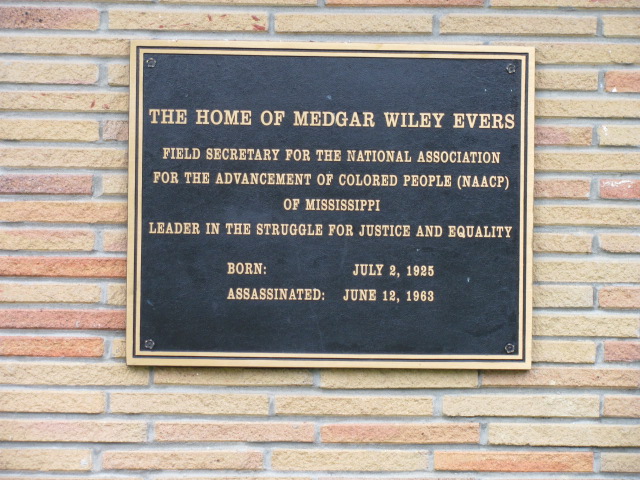 THE HOME OF MEDGAR WILEY EVERS
FIELD SECRETARY FOR THE NATIONAL ASSOCIATION
FOR THE ADVANCEMENT OF COLORED PEOPLE (NAACP)
OF MISSISSIPPI
LEADER IN THE STRUGGLE FOR JUSTICE AND EQUALITY
BORN: JULY 2, 1925
ASSASSINATED: JUNE 12, 1963